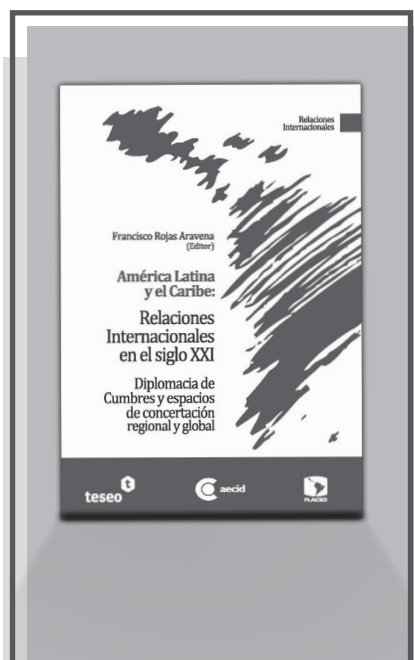 Relaciones
Internacionales
Francisco Rojas Aravena
(Editor)
América Latina
y el Caribe:
Relaciones
Internacionales
en el siglo XXI
Diplomacia de
Cumbres y espacios
de concertación
regional y global
teseo t
aecid
FLACSO